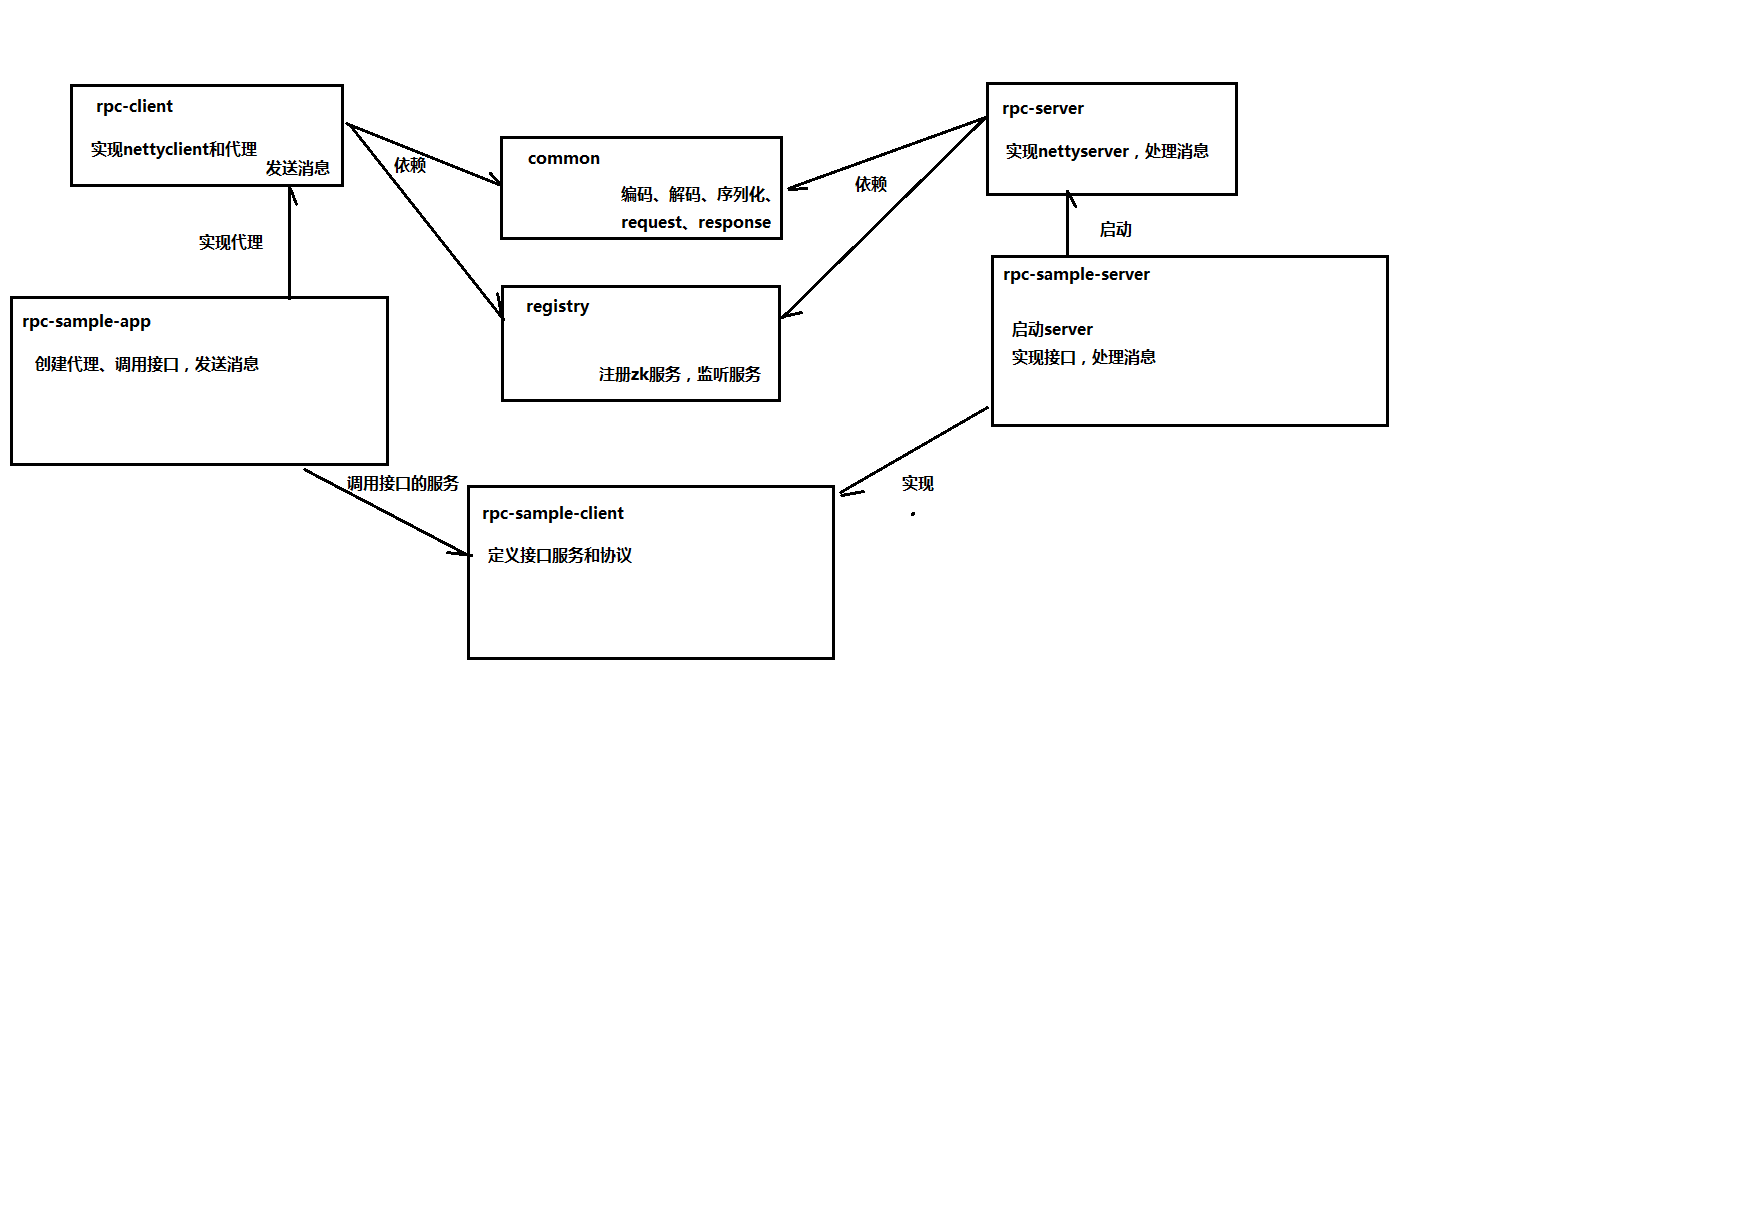 rpc-client
实现nettyclient和代理
发送消息
依赖
common
编码、解码、序列化、
request、response
依赖
rpc-server
实现nettyserver，处理消息
实现代理
启动
registry
注册zk服务，监听服务
rpc-sample-app
创建代理、调用接口，发送消息
rpc-sample-server
启动server
实现接口，处理消息
调用接口的服务
实现
rpc-sample-client
定义接口服务和协议